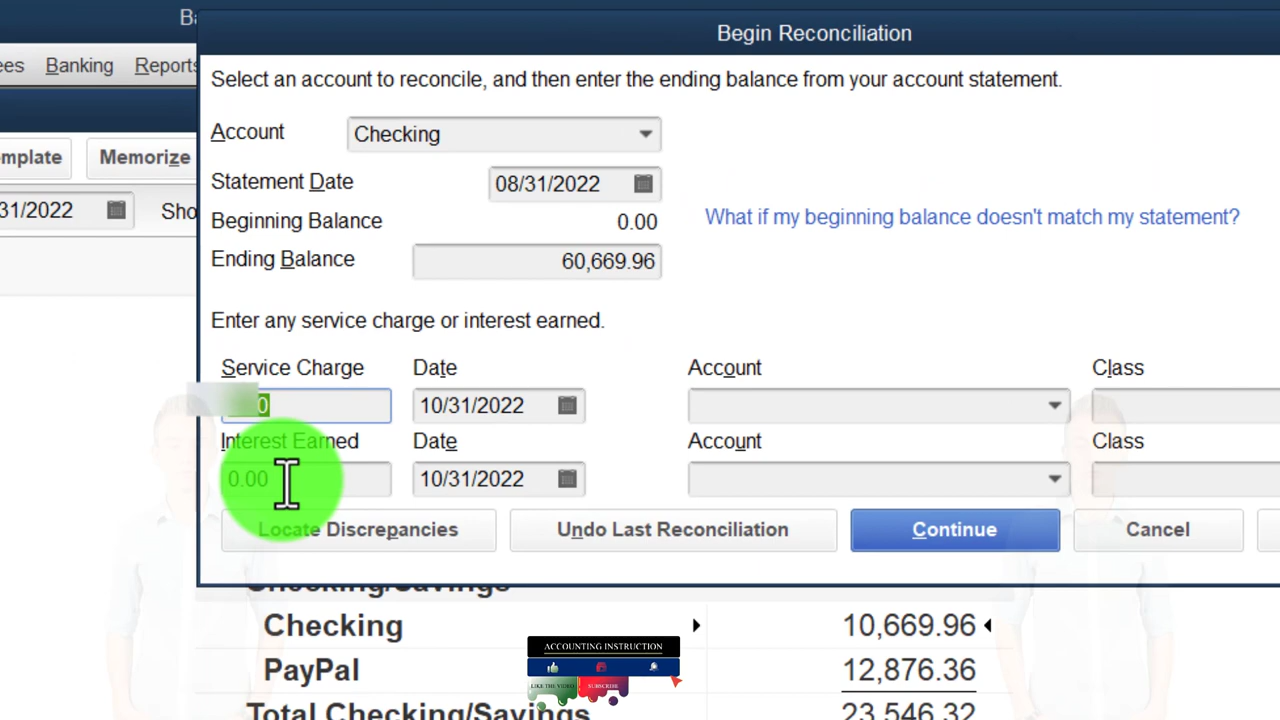 Begin Reconciliation
Banking Reports
Select an account to reconcile, and then enter the ending balance from your account statement.
Account Checking
Memorize
Statement Date 08/31/2022
31/2022
Beginning Balance 0.00 What if my beginning balance doesn't match my statement?
Ending Balance 60,669.96
Enter any service charge or interest earned.
Service Charge Date Account Class
10/31/2022
Interest Earned Date Account Class
0.00 10/31/2022
Locate Discrepancies Undo Last Reconciliation Continue Cancel
Checking/Savings
Checking 10,669.96
ACCOUNTING INSTRUCTION
PayPal 12,876.36
LIKE THE VIDEO SUBSCRIBE
Total Checking/Savings 23,546.32